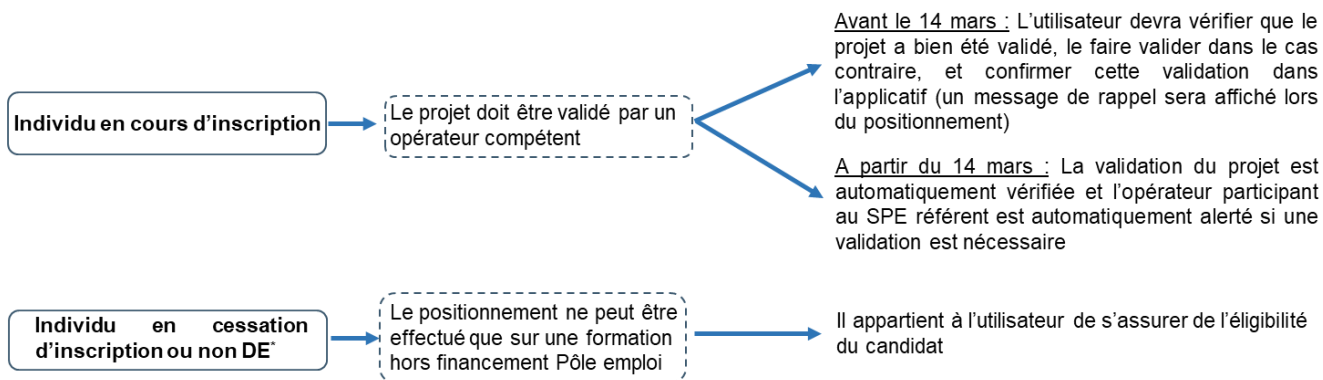 Individu en cours d’inscription
Le projet doit être validé par un
opérateur compétent
Avant le 14 mars : L’utilisateur devra vérifier que le
projet a bien été validé, le faire valider dans le cas
contraire, et confirmer cette validation dans
l’applicatif (un message de rappel sera affiché lors
du positionnement)
A partir du 14 mars : La validation du projet est
automatiquement vérifiée et l’opérateur participant
au SPE référent est automatiquement alerté si une
validation est nécessaire
Individu en cessation
d’inscription ou non DE*
Le positionnement ne peut être
effectué que sur une formation
hors financement Pôle emploi
Il appartient à l’utilisateur de s’assurer de l’éligibilité
du candidat